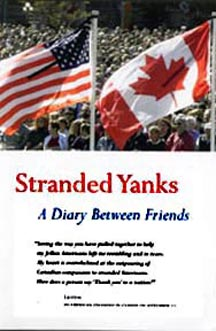 Stranded Yanks
A Diary Between Friends
"Seeing the way you have pulled together to help
my fellow Americans left me trembling and in tears.
My heart is overwhelmed at the outpouring of
Canadian compassion to stranded Americans.
How does a person say 'Thank you' to a nation?"